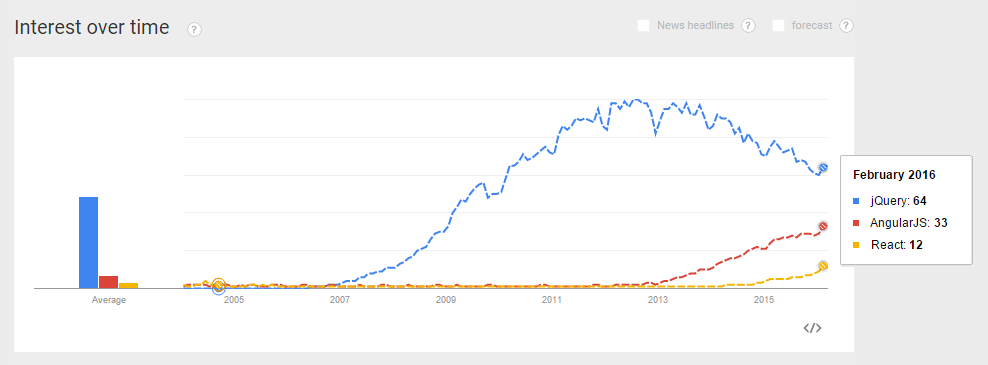 Interest over time ?
News headlines ? forecast ?
February 2016
jQuery: 64
AngularJS: 33
React: 12
Average 2005 2007 2009 2011 2013 2015
</>